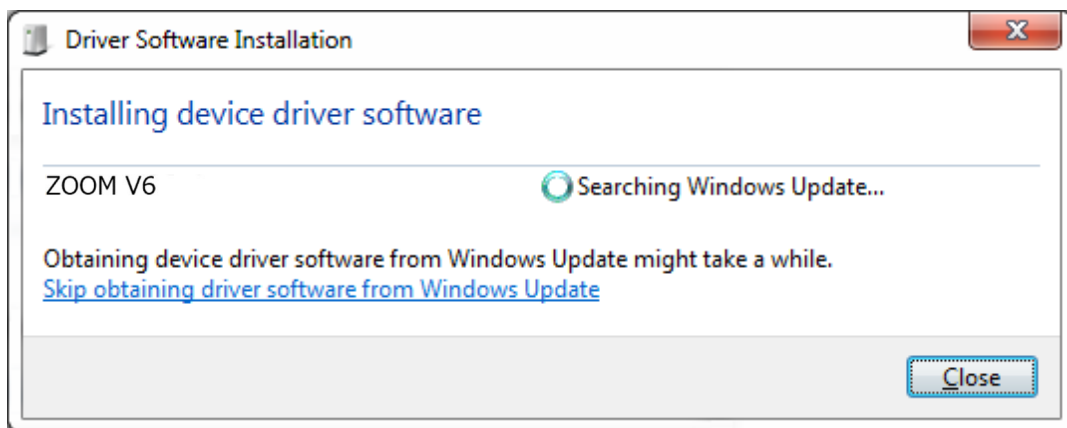 Driver Software Installation
Installing device driver software
ZOOM V6 Searching Windows Update...
Obtaining device driver software from Windows Update might take a while.
Skip obtaining driver software from Windows Update
Close